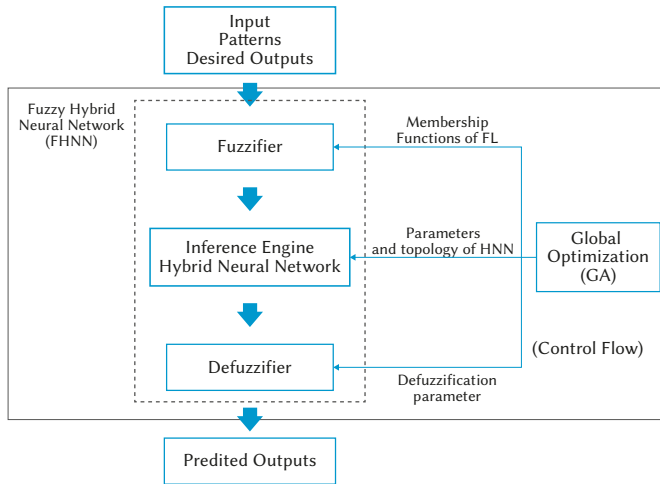 Input
Patterns
Desired Outputs
Fuzzy Hybrid
Neural Network
(FHNN)
Fuzzifier
Membership
Functions of FL
Inference Engine
Hybrid Neural Network
Parameters
and topology of HNN
Global
Optimization
(GA)
(Control Flow)
Defuzzifier
Defuzzification
parameter
Predited Outputs